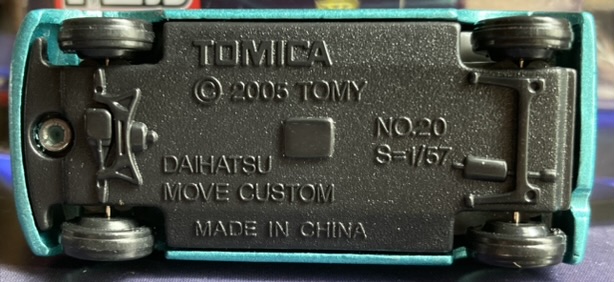 TOMICA
© 2005 TOMY
NO.20
S=1/57
DAIHATSU
MOVE CUSTOM
MADE IN CHINA